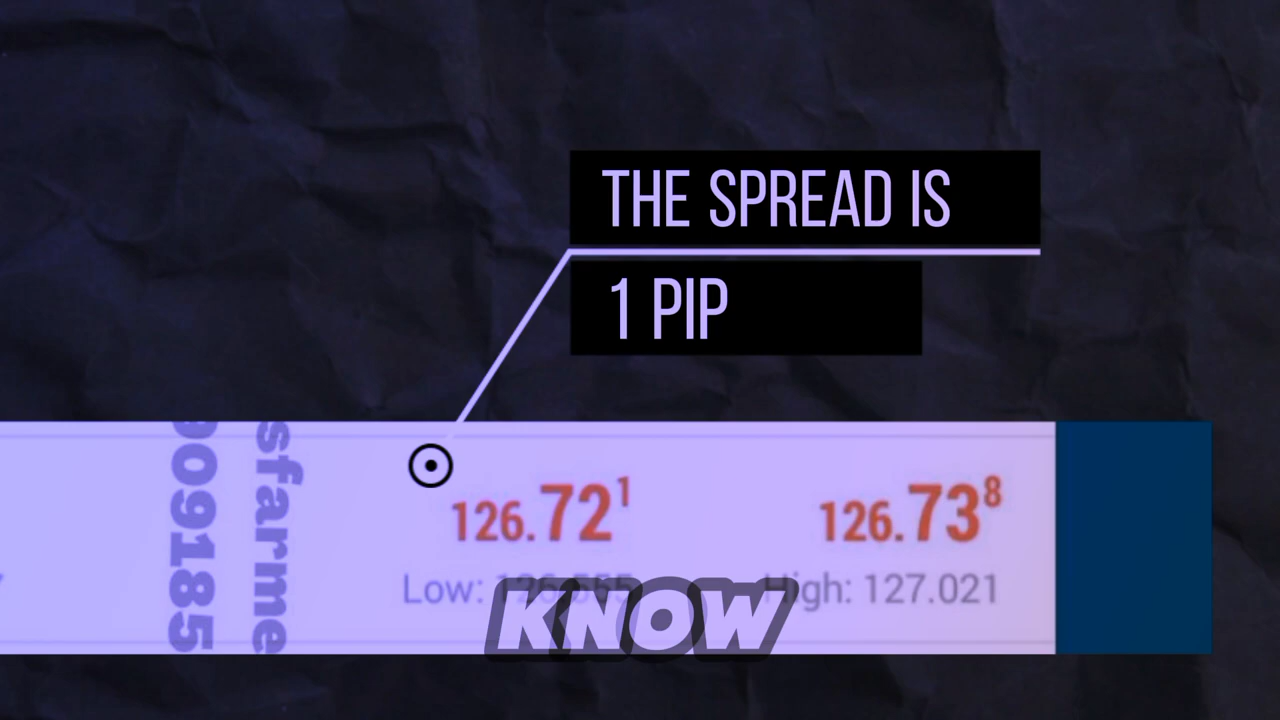 THE SPREAD IS
1 PIP
09185
sfarme
126.721
126.738
Low:
High: 127.021
KNOW